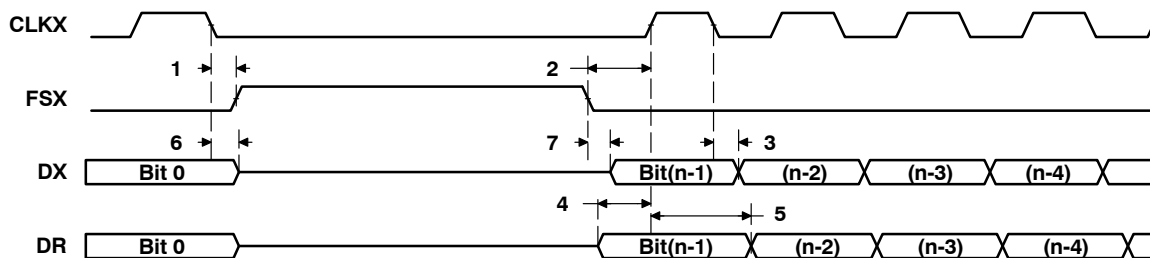 CLKX
1 2
FSX
6 7 3
DX Bit 0 Bit(n-1) (n-2) (n-3) (n-4)
4 5
DR Bit 0 Bit(n-1) (n-2) (n-3) (n-4)